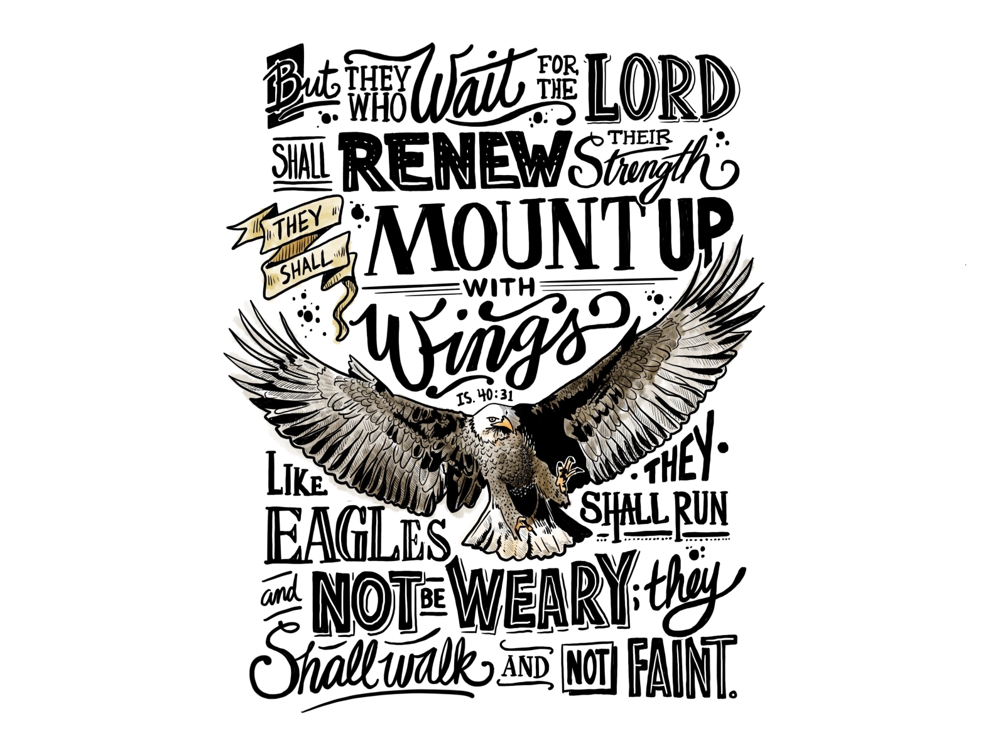 But THEY WHO Wait FOR THE LORD
SHALL RENEW THEIR Strength
THEY SHALL MOUNT UP
WITH
Wings
IS. 40:31
LIKE
EAGLES
THEY
SHALL RUN
and NOT BE WEARY; they
Shall walk AND NOT FAINT.